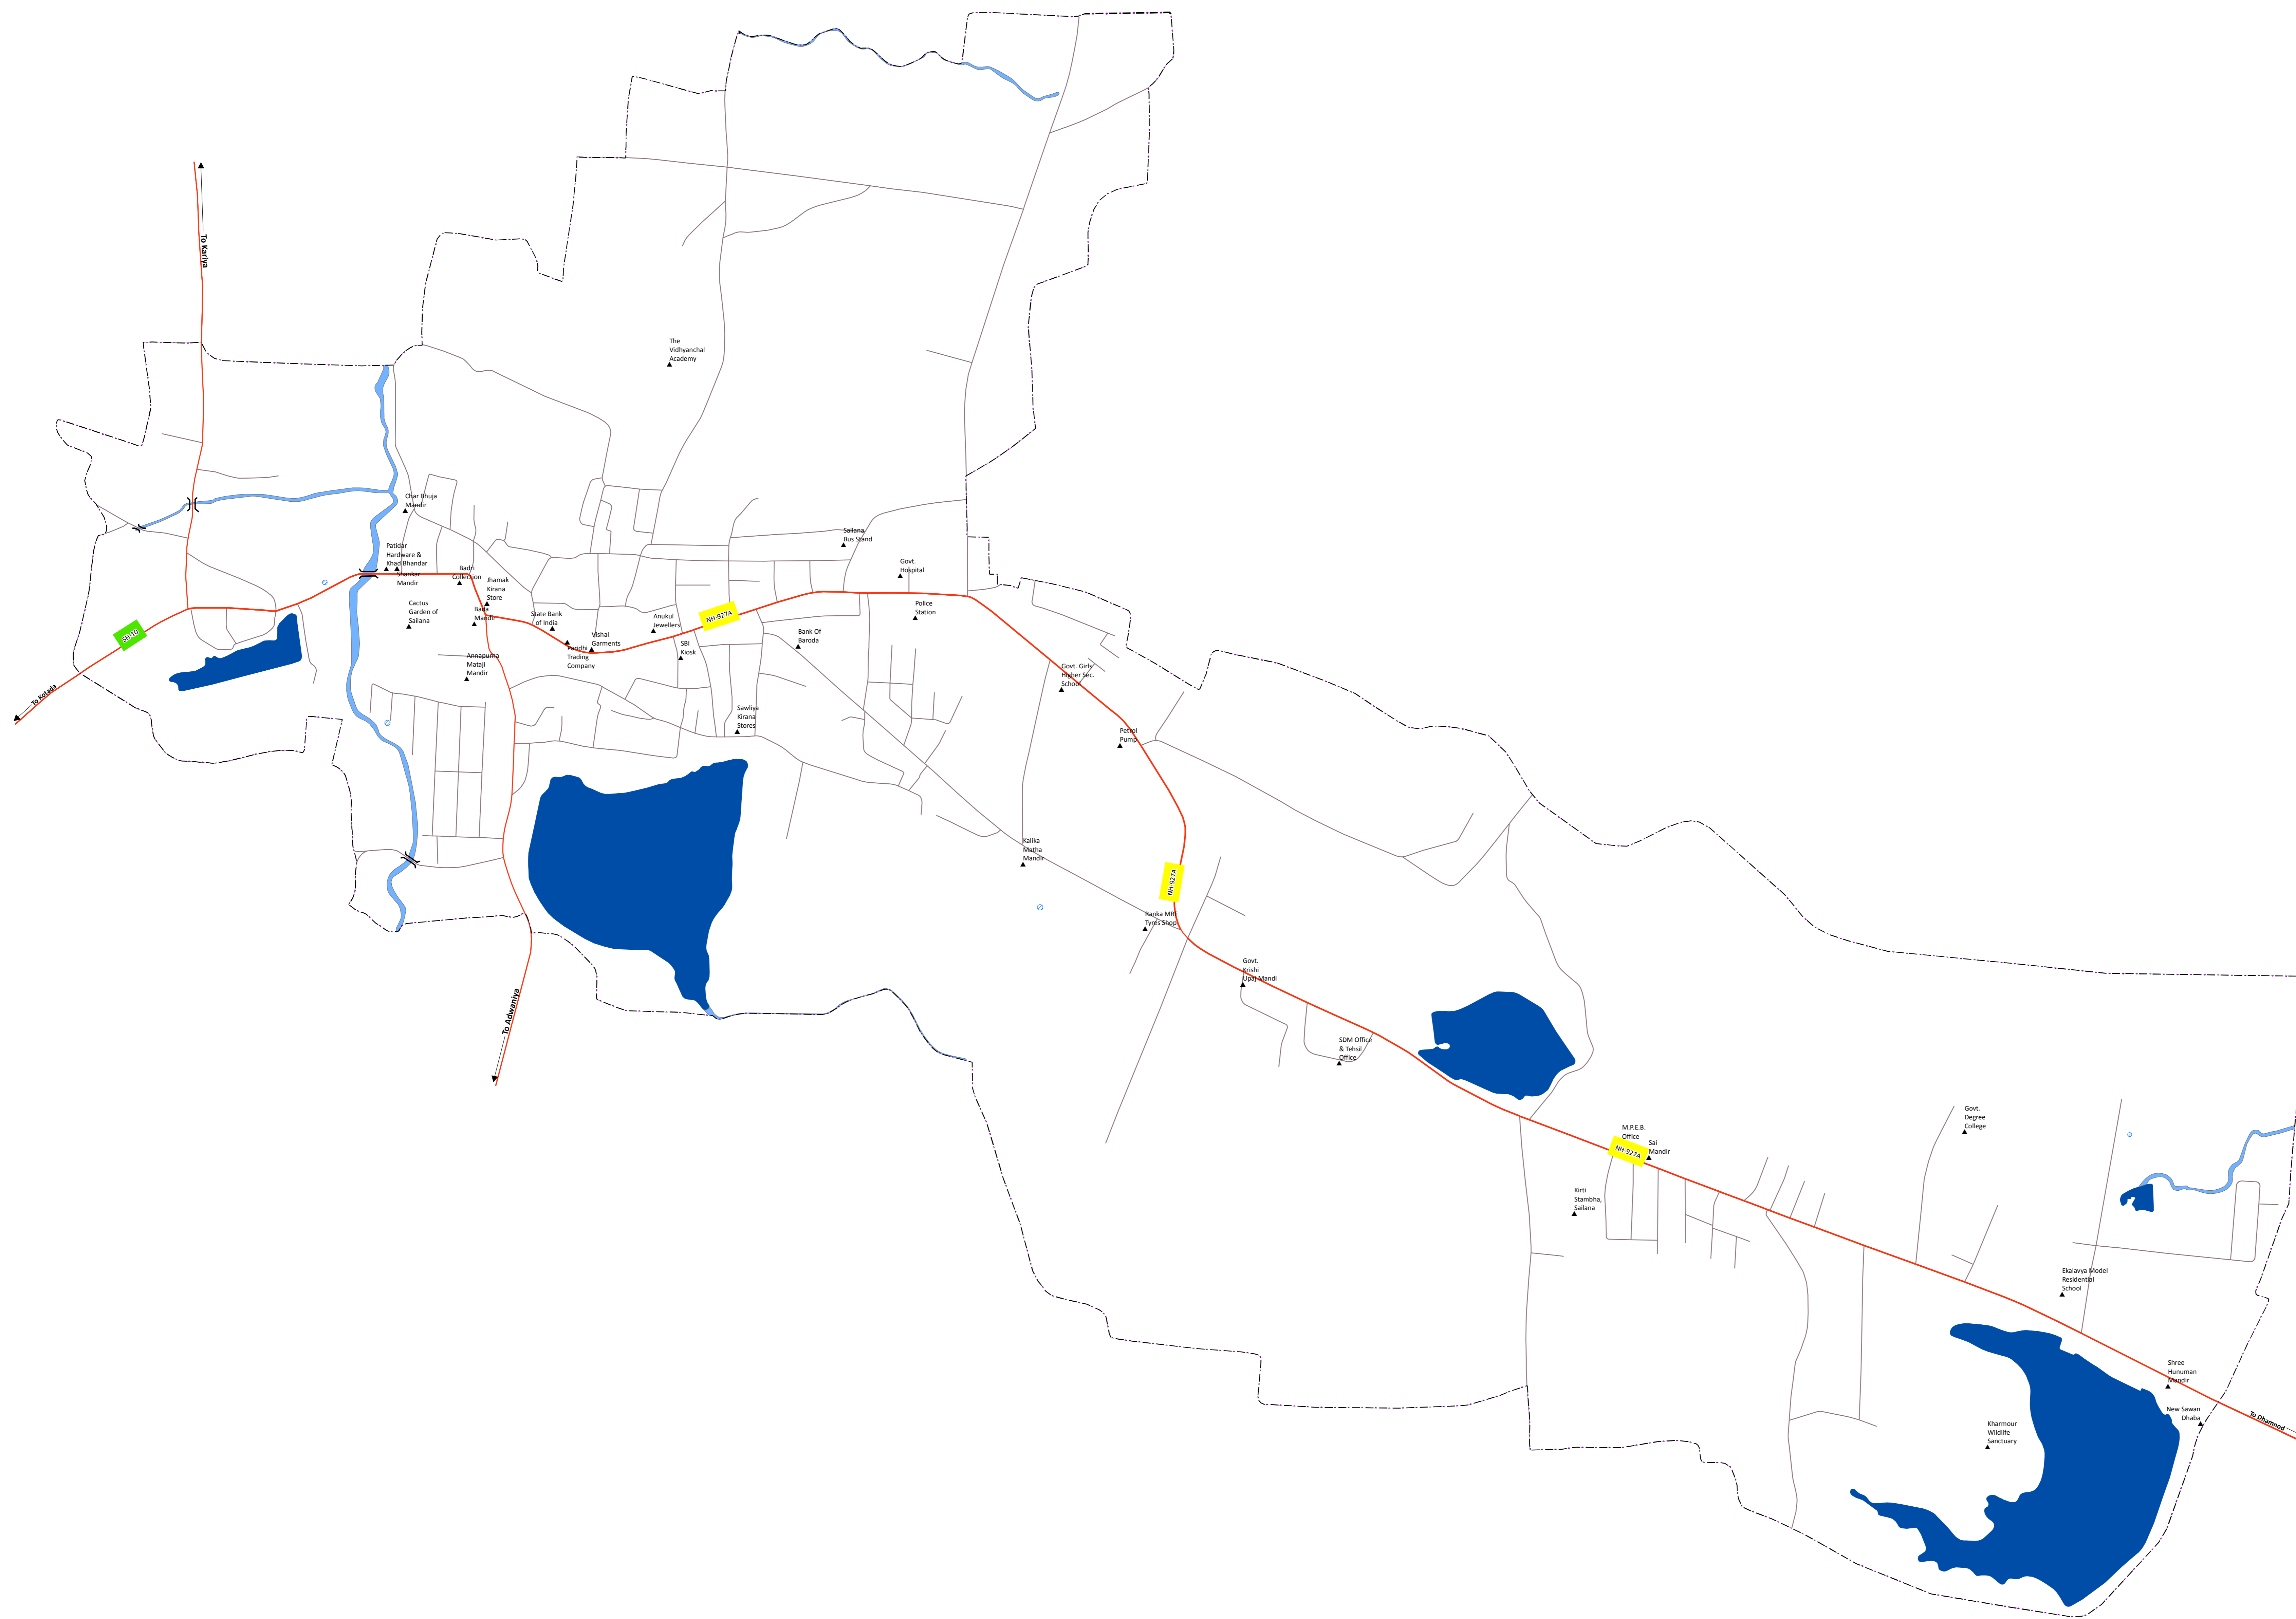 To Kariya
The
Vidhyanchal
Academy
Char Bhuja
Mandir
Sailana
Bus Stand
Patidar
Hardware &
Khad Bhandar
Shankar
Mandir
Badri
Collection
Jhamak
Kirana
Store
Govt.
Hospital
Cactus
Garden of
Sailana
Bada
Mandir
State Bank
of India
Anukul
Jewellers
NH-927A
Police
Station
SH-10
Vishal
Garments
Paridhi
Trading
Company
SBI
Kiosk
Bank Of
Baroda
Annapurna
Mataji
Mandir
Govt. Girls
Higher Sec.
School
To Kotada
Sawliya
Kirana
Stores
Petrol
Pump
Kalika
Matha
Mandir
NH-927A
Ranka MRF
Tyres Shop
Govt.
Krishi
Upaj Mandi
To Adwaniya
SDM Office
& Tehsil
Office
Govt.
Degree
College
M.P.E.B.
Office
NH-927A
Sai
Mandir
Kirti
Stambha,
Sailana
Ekalavya Model
Residential
School
Shree
Hunuman
Mandir
New Sawan
Dhaba
To Dhamnod
Kharmour
Wildlife
Sanctuary